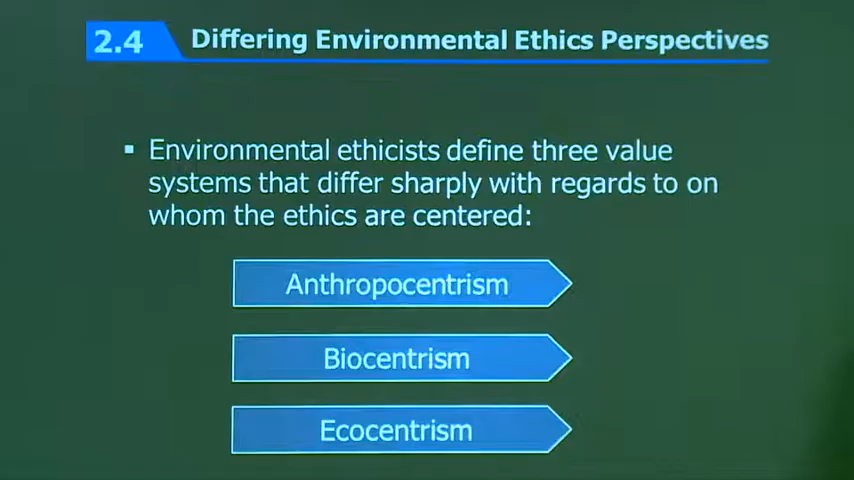 2.4 Differing Environmental Ethics Perspectives
▪ Environmental ethicists define three value
systems that differ sharply with regards to on
whom the ethics are centered:
Anthropocentrism
Biocentrism
Ecocentrism